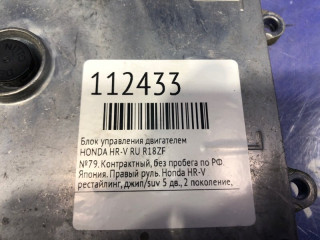 112433
Блок управления двигателем
HONDA HR-V RU R18ZF
№79. Контрактный, без пробега по РФ.
Япония. Правый руль. Honda HR-V
рестайлинг, джип/suv 5 дв., 2 поколение,